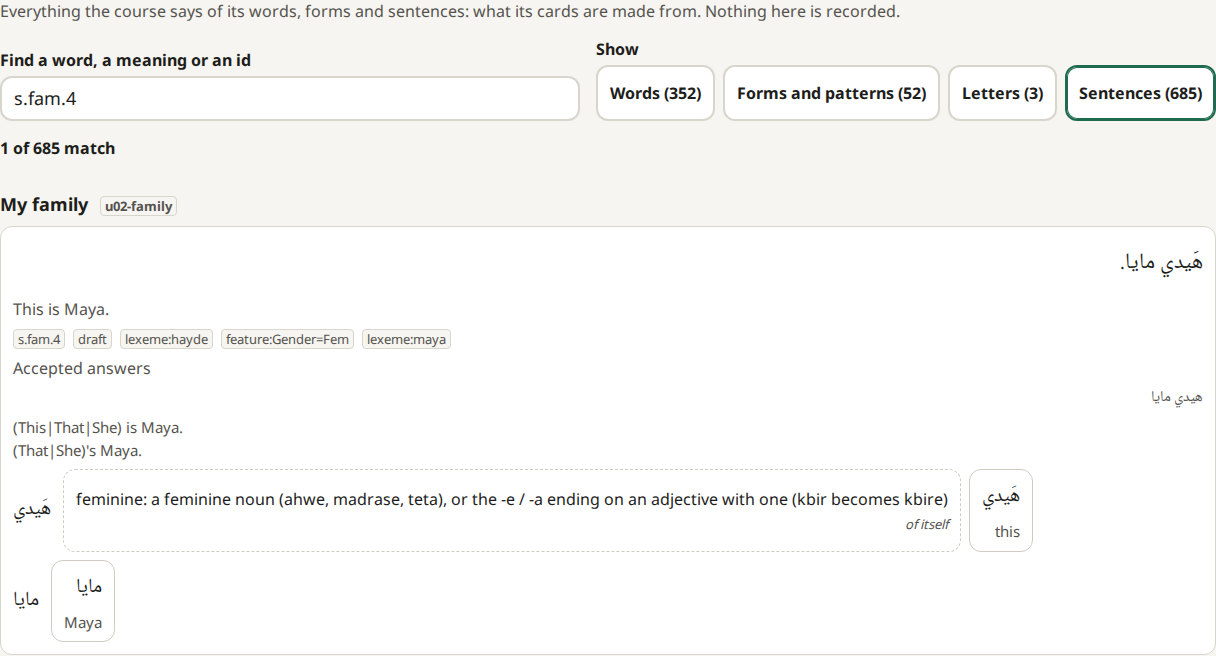 Everything the course says of its words, forms and sentences: what its cards are made from. Nothing here is recorded.
Find a word, a meaning or an id
s.fam.4
Show
Words (352)
Forms and patterns (52)
Letters (3)
Sentences (685)
1 of 685 match
My family u02-family
هَيدي مايا.
This is Maya.
s.fam.4 draft lexeme:hayde feature:Gender=Fem lexeme:maya
Accepted answers
هيدي مايا
(This|That|She) is Maya.
(That|She)'s Maya.
هَيدي
feminine: a feminine noun (ahwe, madrase, teta), or the -e / -a ending on an adjective with one (kbir becomes kbire)
of itself
هَيدي
this
مايا
مايا
Maya